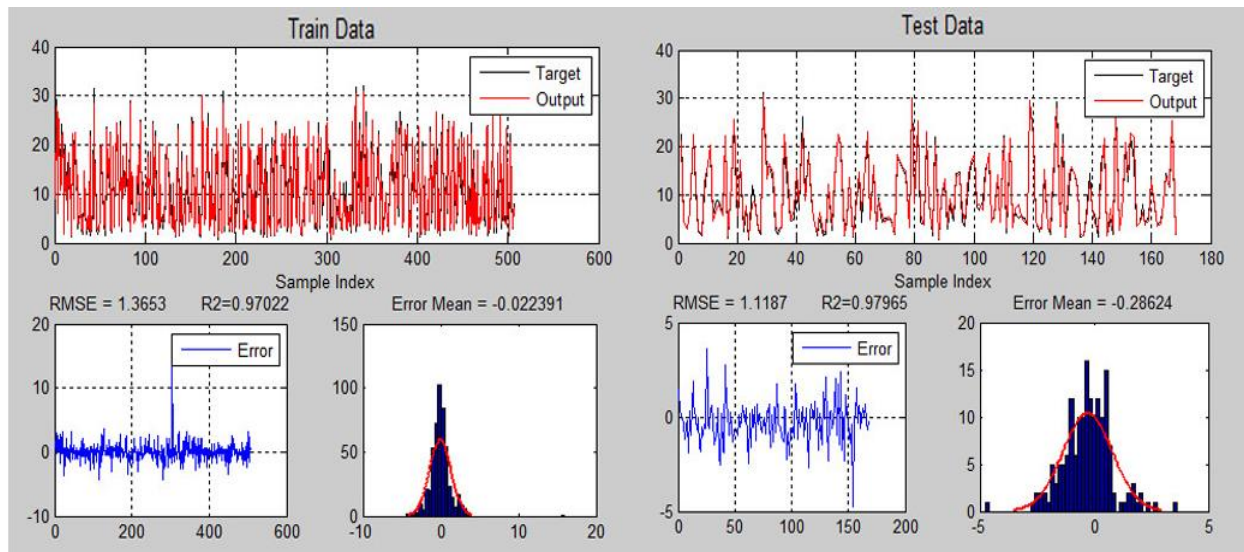 Train Data
40
30
20
10
0
Target
Output
0 100 200 300 400 500 600
Sample Index
RMSE = 1.3653 R2=0.97022
20
10
0
-10
Error
0 200 400 600
Error Mean = -0.022391
150
100
50
0
-10 0 10 20
Test Data
40
30
20
10
0
Target
Output
0 20 40 60 80 100 120 140 160 180
Sample Index
RMSE = 1.1187 R2=0.97965
5
0
-5
Error
0 50 100 150 200
Error Mean = -0.28624
20
15
10
5
0
-5 0 5